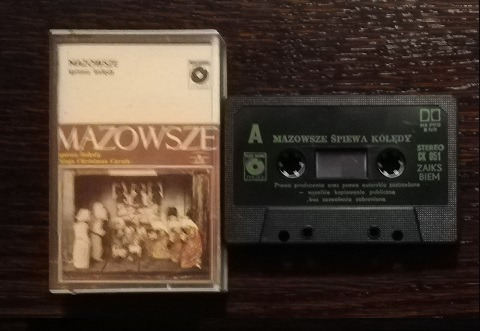 MAZOWSZE
śpiewa kolędy
MAZOWSZE
śpiewa kolędy
Sings Christmas Carols
A
MAZOWSZE ŚPIEWA KOLĘDY
STEREO
CK 051
ZAIKS
BIEM
Prawa producenta oraz prawa autorskie zastrzeżone
— wszelkie kopiowanie publiczne
bez zezwolenia zabronione